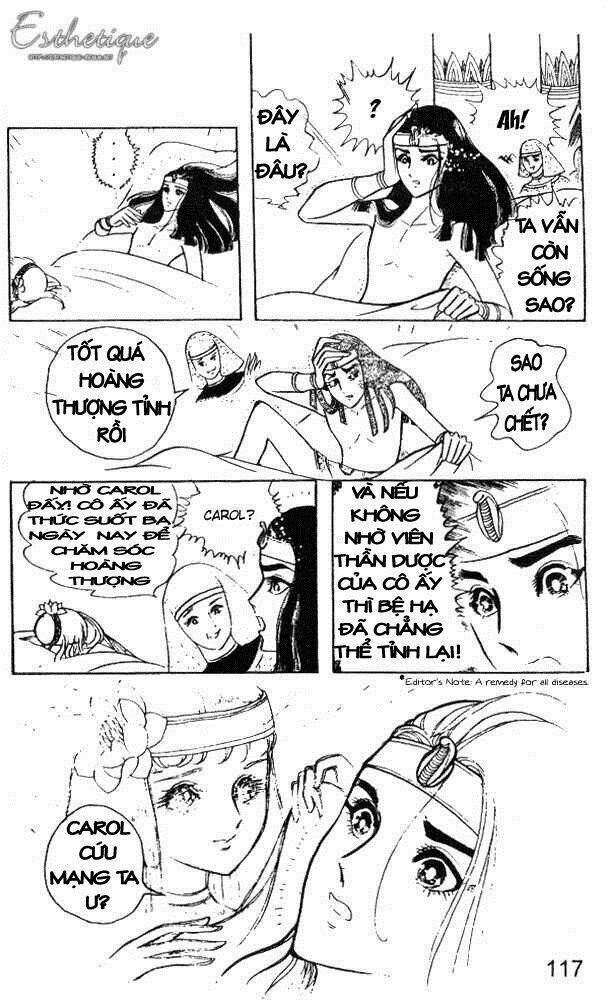 Esthetique
?
Ah!
ĐÂY
LÀ
ĐÂU?
TA VẪN
CÒN
SỐNG
SAO?
...
TỐT QUÁ
HOÀNG
THƯỢNG TỈNH
RỒI
SAO
TA CHƯA
CHẾT?
NHỜ CAROL
ĐẤY! CÔ ẤY ĐÃ
THỨC SUỐT BA
NGÀY NAY ĐỂ
CHĂM SÓC
HOÀNG
THƯỢNG
CAROL?
VÀ NẾU
KHÔNG
NHỜ VIÊN
THẦN DƯỢC
CỦA CÔ ẤY
THÌ BỆ HẠ
ĐÃ CHẲNG
THỂ TỈNH LẠI!
*Editor's Note: A remedy for all diseases.
CAROL
CỨU
MẠNG TA
Ư?
117